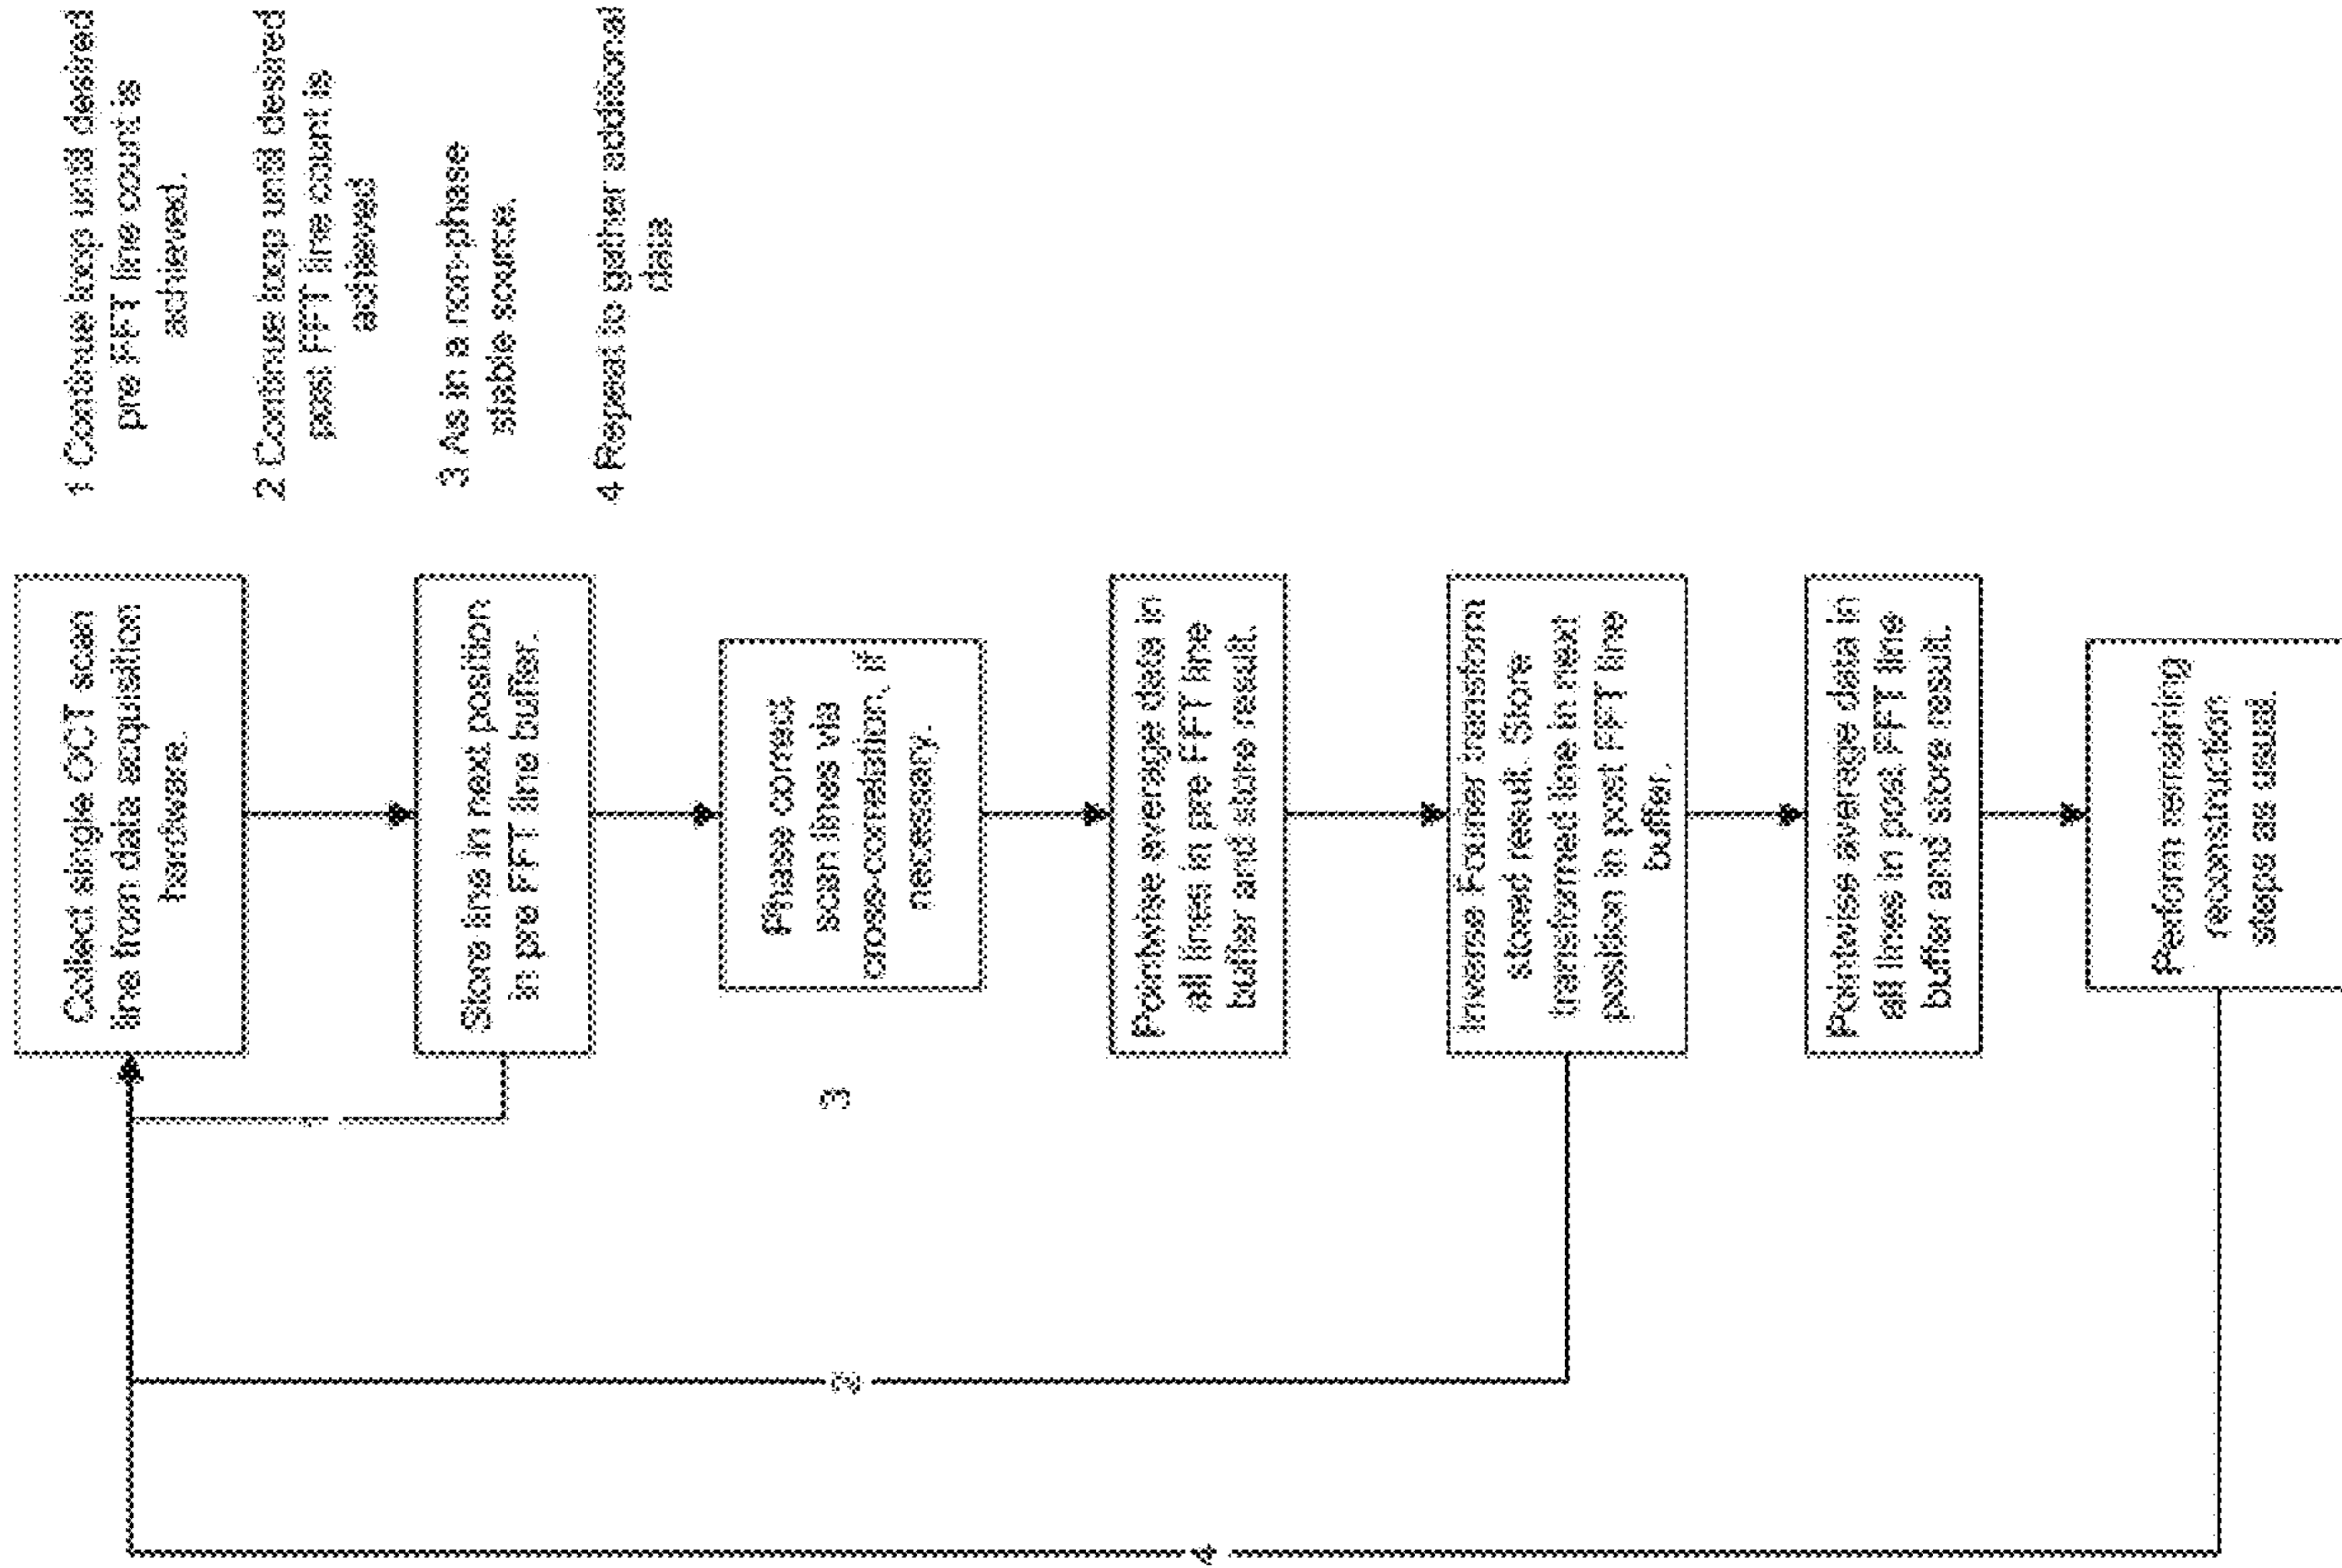 Collect single OCT scan
line from data acquisition
hardware.
Store line in next position
in pre FFT line buffer.
Phase correct
scan lines via
cross-correlation, if
necessary.
Pointwise average data in
all lines in pre FFT line
buffer and store result.
Inverse Fourier transform
stored result. Store
transformed line in next
position in post FFT line
buffer.
Pointwise average data in
all lines in post FFT line
buffer and store result.
Perform remaining
reconstruction
steps as usual.
3
2
4
1 Continue loop until desired
pre FFT line count is
achieved.
2 Continue loop until desired
post FFT line count is
achieved
3 As in a non-phase
stable source.
4 Repeat to gather additional
data